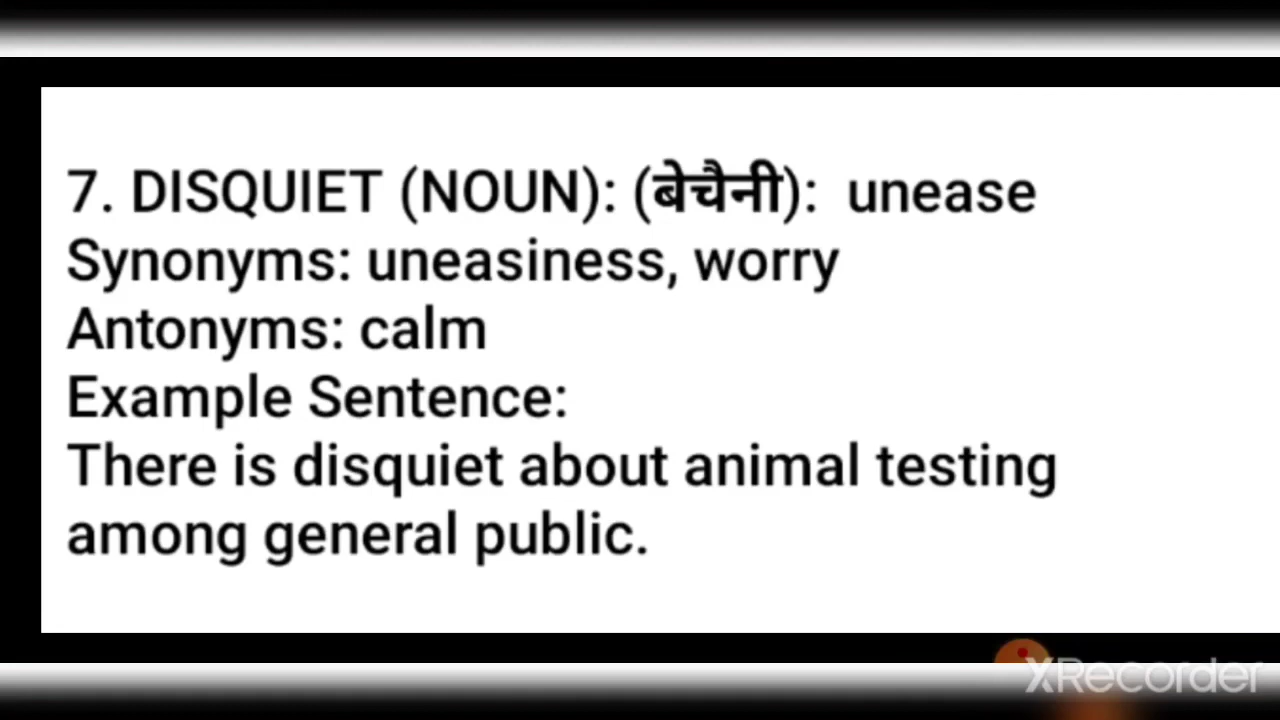 7. DISQUIET (NOUN): (बेचैनी): unease
Synonyms: uneasiness, worry
Antonyms: calm
Example Sentence:
There is disquiet about animal testing
among general public.
XRecorder